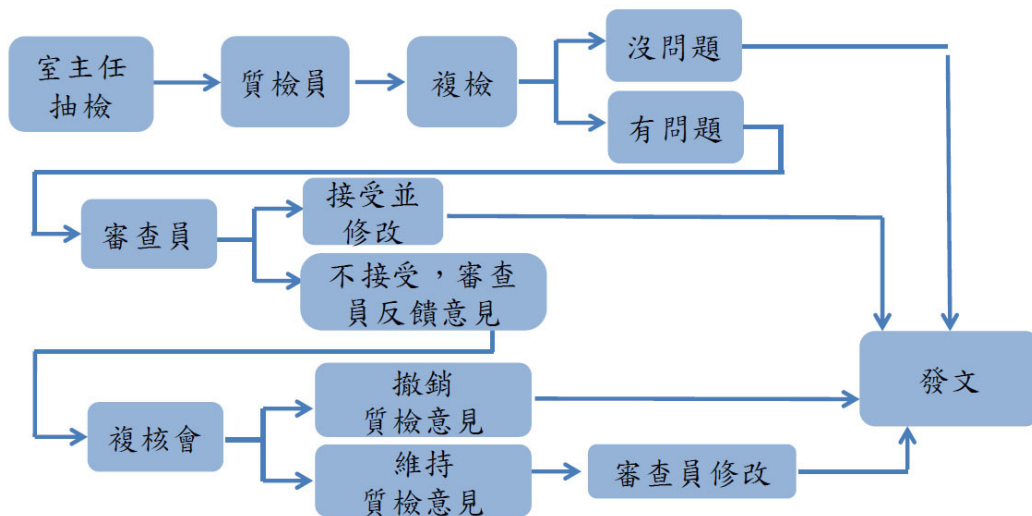 室主任
抽檢
質檢員
複檢
沒問題
有問題
審查員
接受並
修改
不接受，審查
員反饋意見
複核會
撤銷
質檢意見
維持
質檢意見
審查員修改
發文